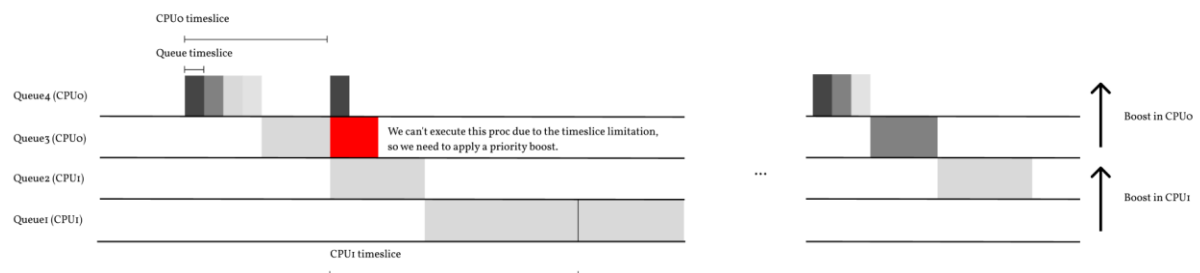 CPU0 timeslice
Queue timeslice
Queue4 (CPU0)
Queue3 (CPU0)
We can't execute this proc due to the timeslice limitation,
so we need to apply a priority boost.
Queue2 (CPU1)
Queue1 (CPU1)
CPU1 timeslice
...
Boost in CPU0
Boost in CPU1